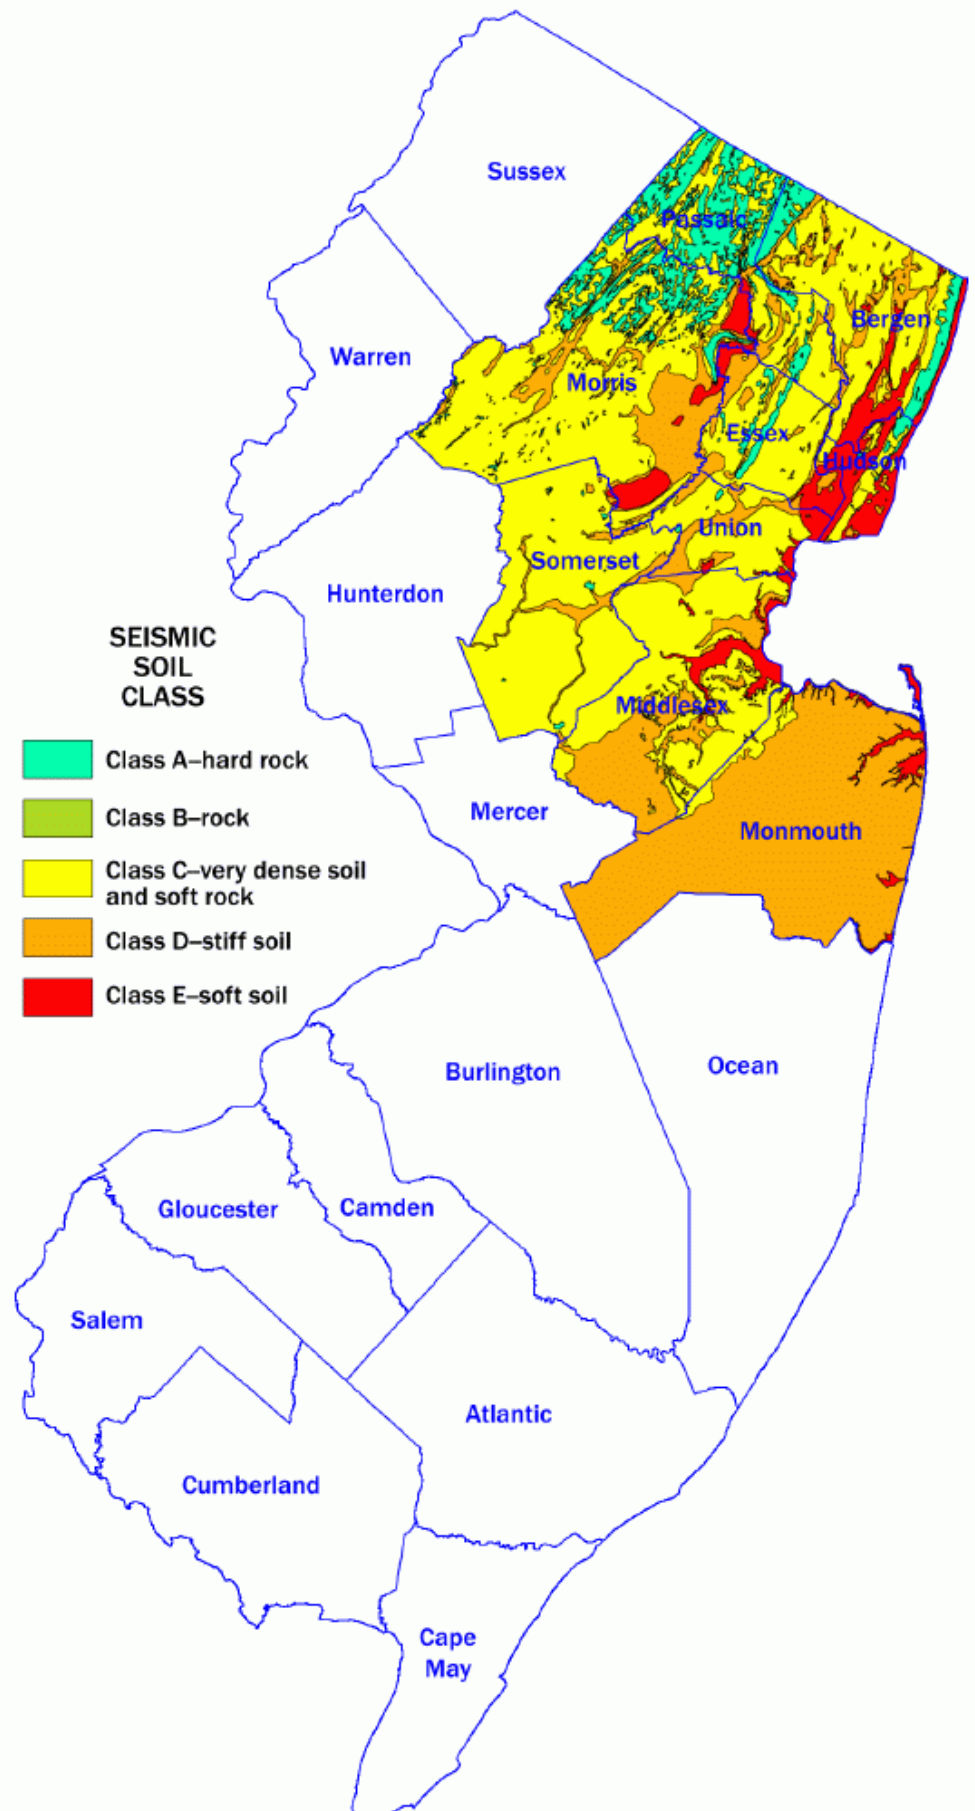 Sussex
Passaic
Bergen
Warren
Morris
Essex
Hudson
Union
Somerset
Hunterdon
SEISMIC
SOIL
CLASS
Middlesex
Class A–hard rock
Class B–rock
Mercer
Monmouth
Class C–very dense soil
and soft rock
Class D–stiff soil
Class E–soft soil
Burlington
Ocean
Gloucester
Camden
Salem
Atlantic
Cumberland
Cape
May